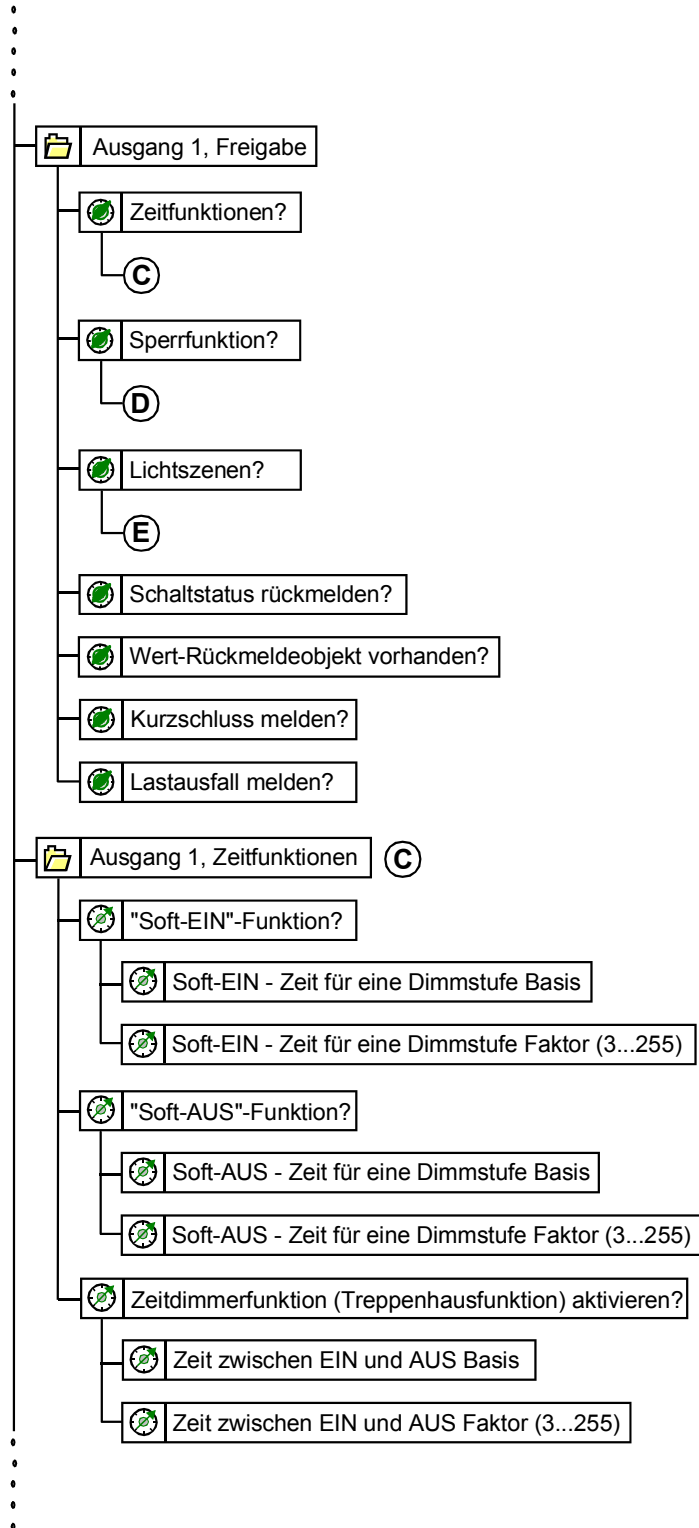 Ausgang 1, Freigabe
Zeitfunktionen?
C
Sperrfunktion?
D
Lichtszenen?
E
Schaltstatus rückmelden?
Wert-Rückmeldeobjekt vorhanden?
Kurzschluss melden?
Lastausfall melden?
Ausgang 1, Zeitfunktionen C
"Soft-EIN"-Funktion?
Soft-EIN - Zeit für eine Dimmstufe Basis
Soft-EIN - Zeit für eine Dimmstufe Faktor (3...255)
"Soft-AUS"-Funktion?
Soft-AUS - Zeit für eine Dimmstufe Basis
Soft-AUS - Zeit für eine Dimmstufe Faktor (3...255)
Zeitdimmerfunktion (Treppenhausfunktion) aktivieren?
Zeit zwischen EIN und AUS Basis
Zeit zwischen EIN und AUS Faktor (3...255)